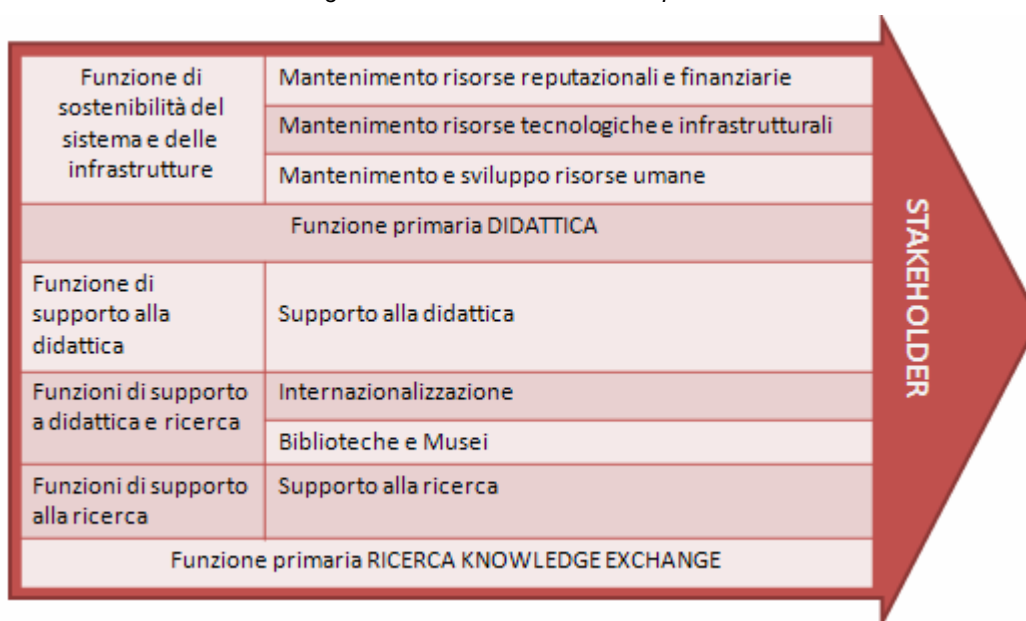 Funzione di
sostenibilità del
sistema e delle
infrastrutture
Mantenimento risorse reputazionali e finanziarie
Mantenimento risorse tecnologiche e infrastrutturali
Mantenimento e sviluppo risorse umane
Funzione primaria DIDATTICA
Funzione di
supporto alla
didattica
Supporto alla didattica
Funzioni di supporto
a didattica e ricerca
Internazionalizzazione
Biblioteche e Musei
Funzioni di supporto
alla ricerca
Supporto alla ricerca
Funzione primaria RICERCA KNOWLEDGE EXCHANGE
STAKEHOLDER